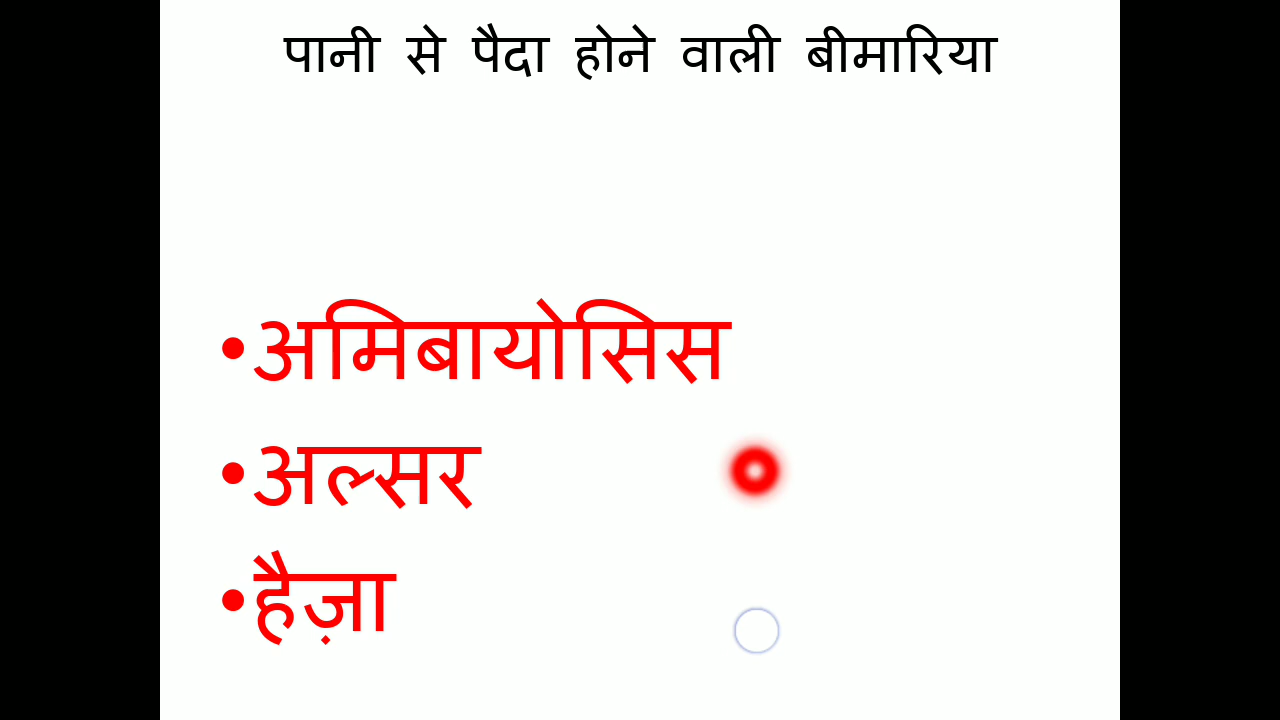 पानी से पैदा होने वाली बीमारिया
•अमिबायोसिस
•अल्सर
•हैज़ा